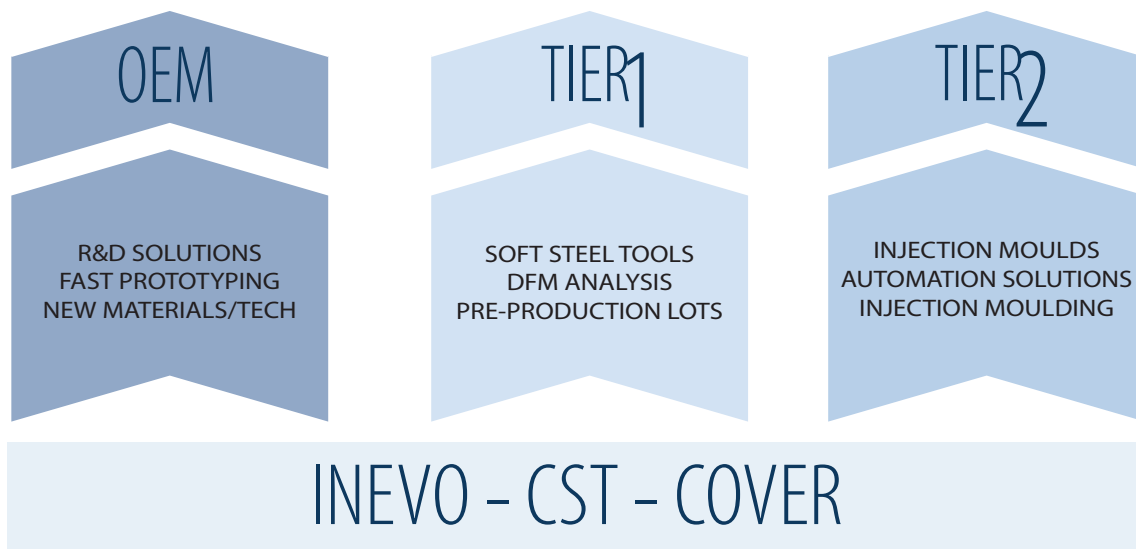 OEM
R&D SOLUTIONS
FAST PROTOTYPING
NEW MATERIALS/TECH
TIER1
SOFT STEEL TOOLS
DFM ANALYSIS
PRE-PRODUCTION LOTS
TIER2
INJECTION MOULDS
AUTOMATION SOLUTIONS
INJECTION MOULDING
INEVO – CST – COVER